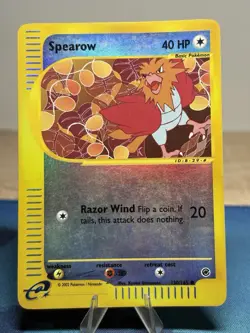 Spearow 40 HP
Basic Pokémon
Razor Wind Flip a coin. If
tails, this attack does nothing. 20
weakness resistance retreat cost
e